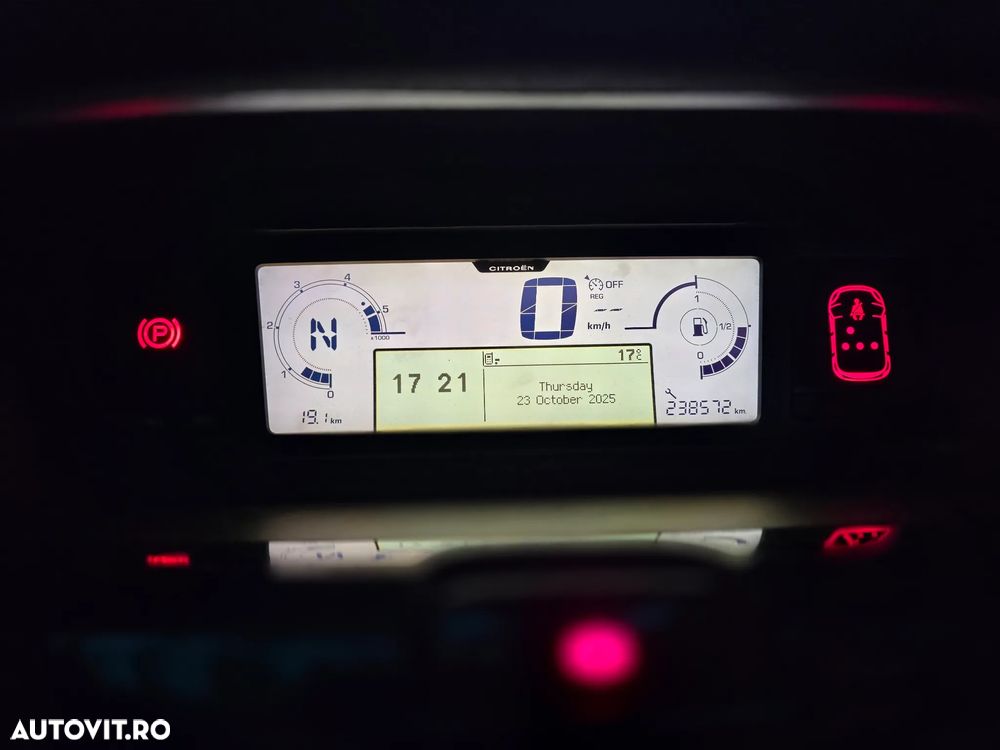 CITROËN
4
3
5
2
x1000
1
0
N
19.1 km
0
OFF
REG
--
km/h
17°C
17 21
Thursday
23 October 2025
1
1/2
0
238572 km
P
AUTOVIT.RO